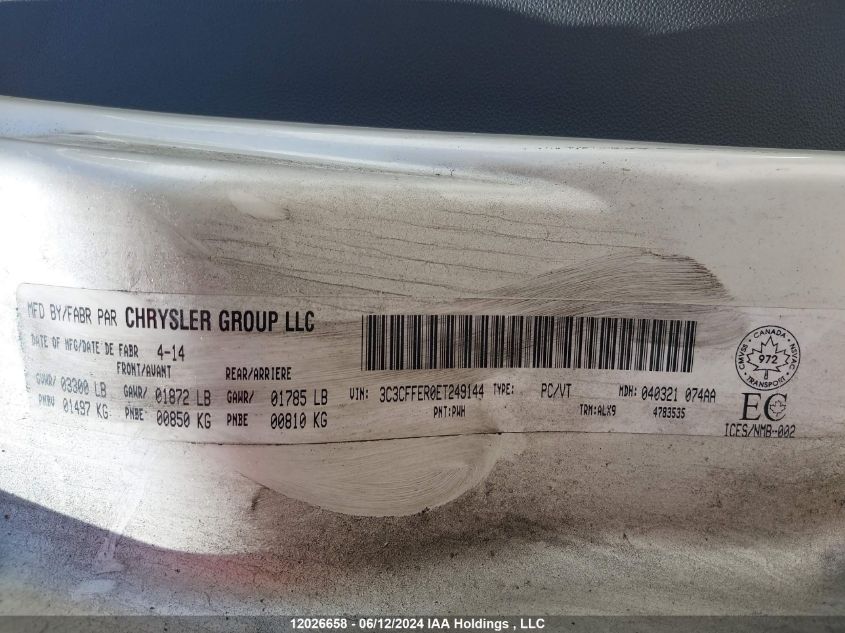 MFD BY/FABR PAR CHRYSLER GROUP LLC
DATE OF MFG/DATE DE FABR 4-14
FRONT/AVANT REAR/ARRIERE
GVWR/ 03300 LB GAWR/ 01872 LB GAWR/ 01785 LB
PNBV 01497 KG PNBE 00850 KG PNBE 00810 KG
VIN: 3C3CFFER0ET249144 TYPE: PC/VT MDH: 040321 074AA
PNT:PWH TRM:ALX9 4783535
CANADA
CMVSS NSVAC
972
TRANSPORT
EC
ICES/NMB-002
12026658 - 06/12/2024 IAA Holdings , LLC